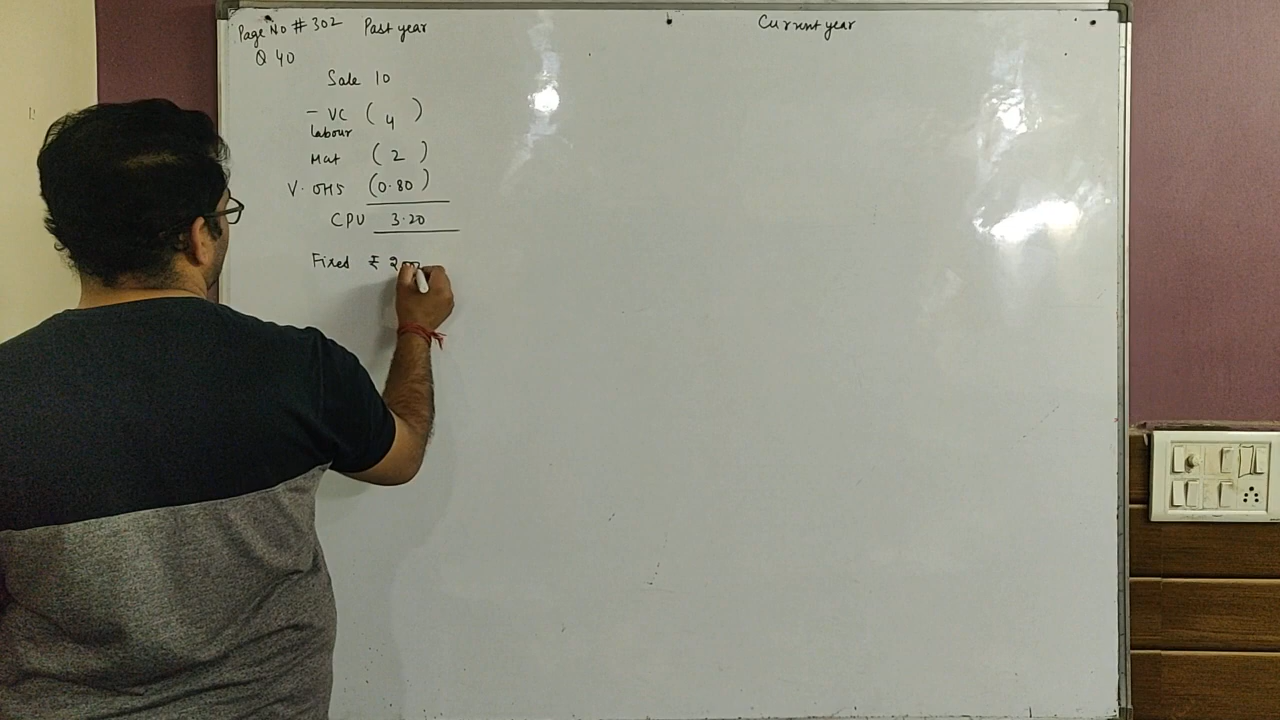 Page No # 302 Past year
Current year
Q 40
Sale 10
- VC ( 4 )
labour
Mat ( 2 )
V. OHS (0.80)
CPU 3.20
Fixed ₹